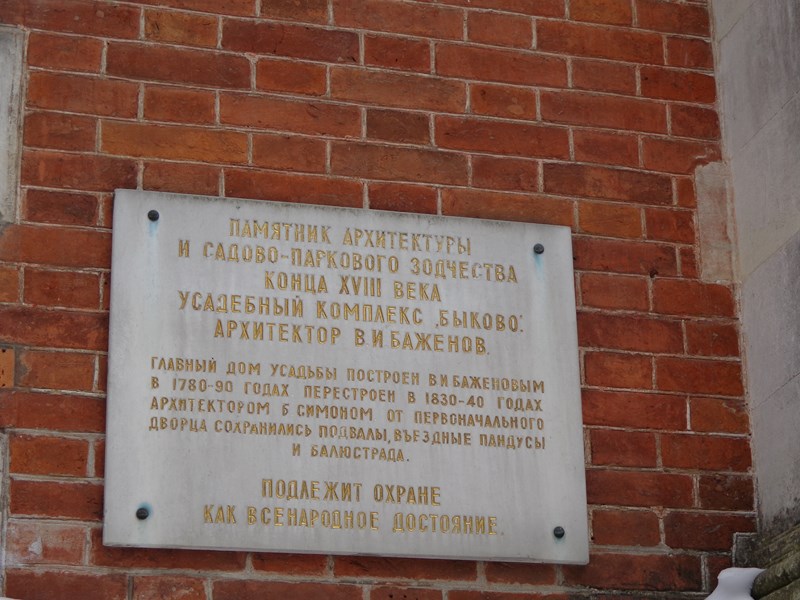 ПАМЯТНИК АРХИТЕКТУРЫ
И САДОВО-ПАРКОВОГО ЗОДЧЕСТВА
КОНЦА XVIII ВЕКА
УСАДЕБНЫЙ КОМПЛЕКС „БЫКОВО".
АРХИТЕКТОР В И БАЖЕНОВ.
ГЛАВНЫЙ ДОМ УСАДЬБЫ ПОСТРОЕН В И БАЖЕНОВЫМ
В 1780-90 ГОДАХ ПЕРЕСТРОЕН В 1830-40 ГОДАХ
АРХИТЕКТОРОМ Б СИМОНОМ ОТ ПЕРВОНАЧАЛЬНОГО
ДВОРЦА СОХРАНИЛИСЬ ПОДВАЛЫ, ВЪЕЗДНЫЕ ПАНДУСЫ
И БАЛЮСТРАДА.
ПОДЛЕЖИТ ОХРАНЕ
КАК ВСЕНАРОДНОЕ ДОСТОЯНИЕ.